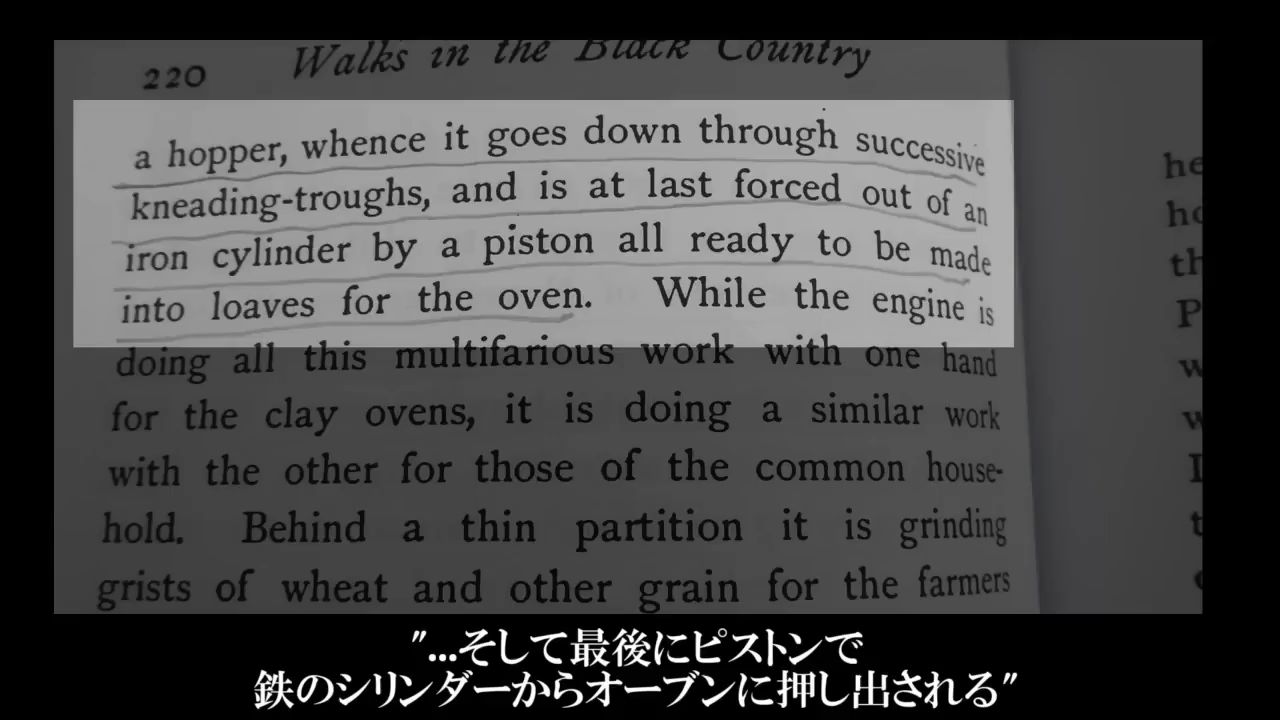 220 Walks in the Black Country
a hopper, whence it goes down through successive
kneading-troughs, and is at last forced out of an
iron cylinder by a piston all ready to be made
into loaves for the oven. While the engine is
doing all this multifarious work with one hand
for the clay ovens, it is doing a similar work
with the other for those of the common house-
hold. Behind a thin partition it is grinding
grists of wheat and other grain for the farmers
"...そして最後にピストンで
鉄のシリンダーからオーブンに押し出される"